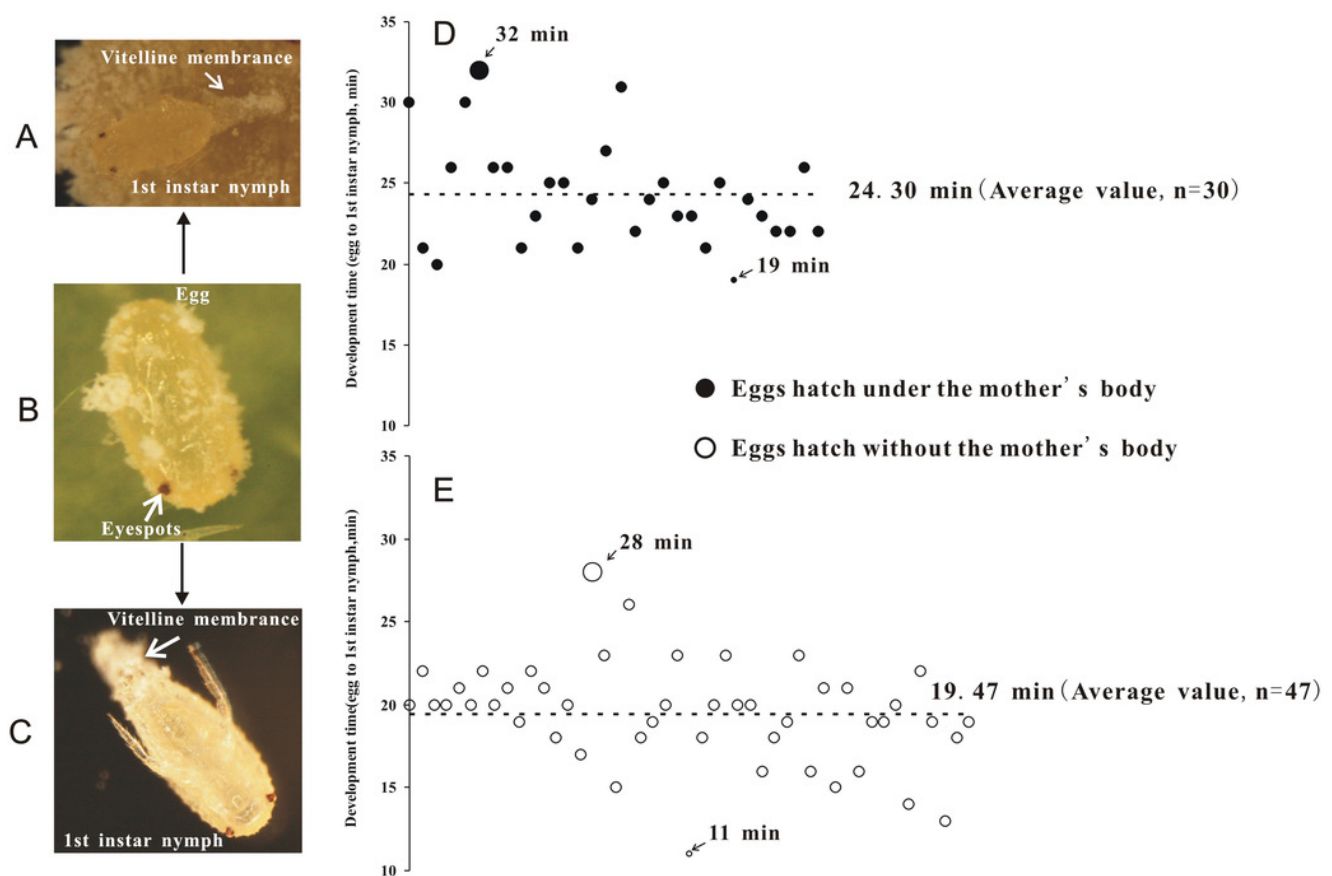 A
Vitelline membrance
1st instar nymph
B
Egg
Eyespots
C
Vitelline membrance
1st instar nymph
D
Development time (egg to 1st instar nymph, min)
35
30
25
20
15
10
32 min
24. 30 min (Average value, n=30)
19 min
● Eggs hatch under the mother's body
○ Eggs hatch without the mother's body
E
Development time(egg to 1st instar nymph,min)
35
30
25
20
15
10
28 min
19. 47 min (Average value, n=47)
11 min